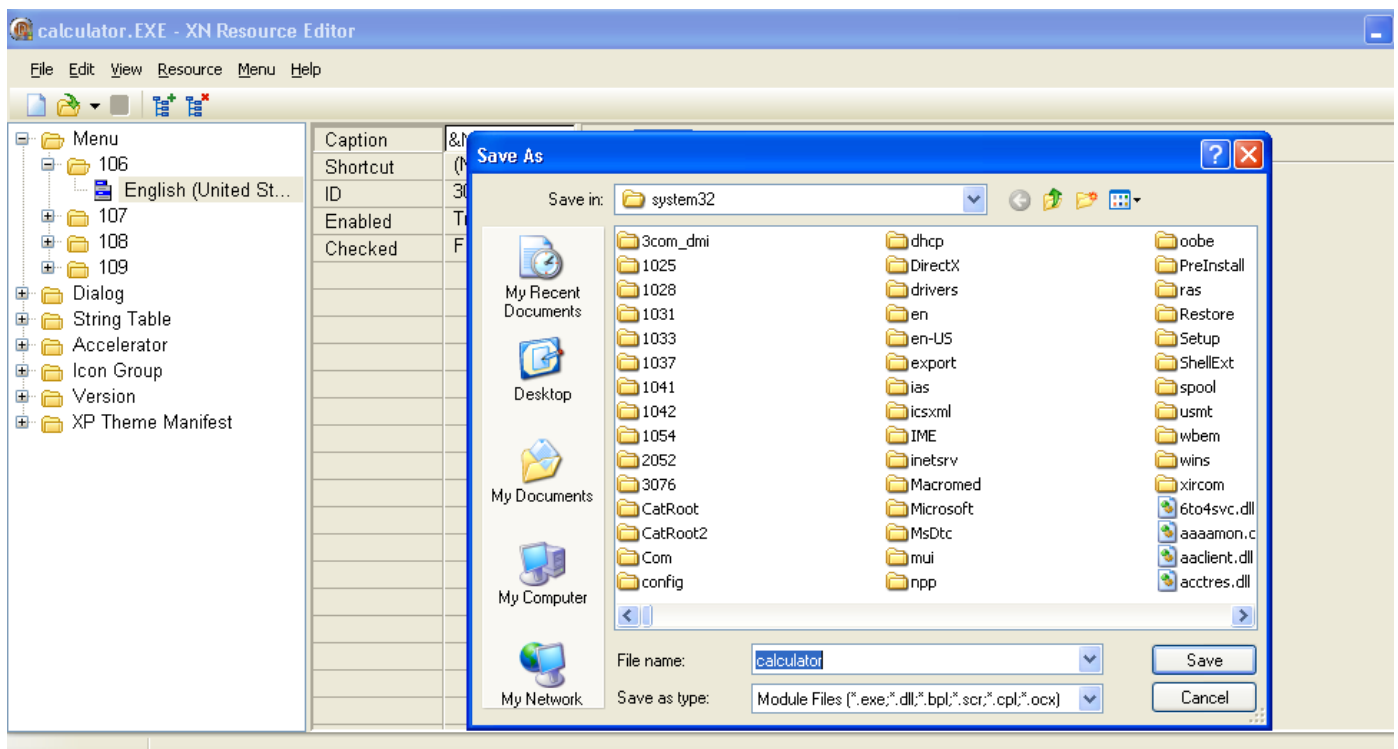 calculator.EXE - XN Resource Editor
File Edit View Resource Menu Help
Menu
106
English (United St...
107
108
109
Dialog
String Table
Accelerator
Icon Group
Version
XP Theme Manifest
Caption
Shortcut
ID
Enabled
Checked
Save As
Save in: system32
My Recent Documents
Desktop
My Documents
My Computer
My Network
3com_dmi
1025
1028
1031
1033
1037
1041
1042
1054
2052
3076
CatRoot
CatRoot2
Com
config
dhcp
DirectX
drivers
en
en-US
export
ias
icsxml
IME
inetsrv
Macromed
Microsoft
MsDtc
mui
npp
oobe
PreInstall
ras
Restore
Setup
ShellExt
spool
usmt
wbem
wins
xircom
6to4svc.dll
aaaamon.c
aaclient.dll
acctres.dll
File name: calculator
Save
Save as type: Module Files (*.exe;*.dll;*.bpl;*.scr;*.cpl;*.ocx)
Cancel